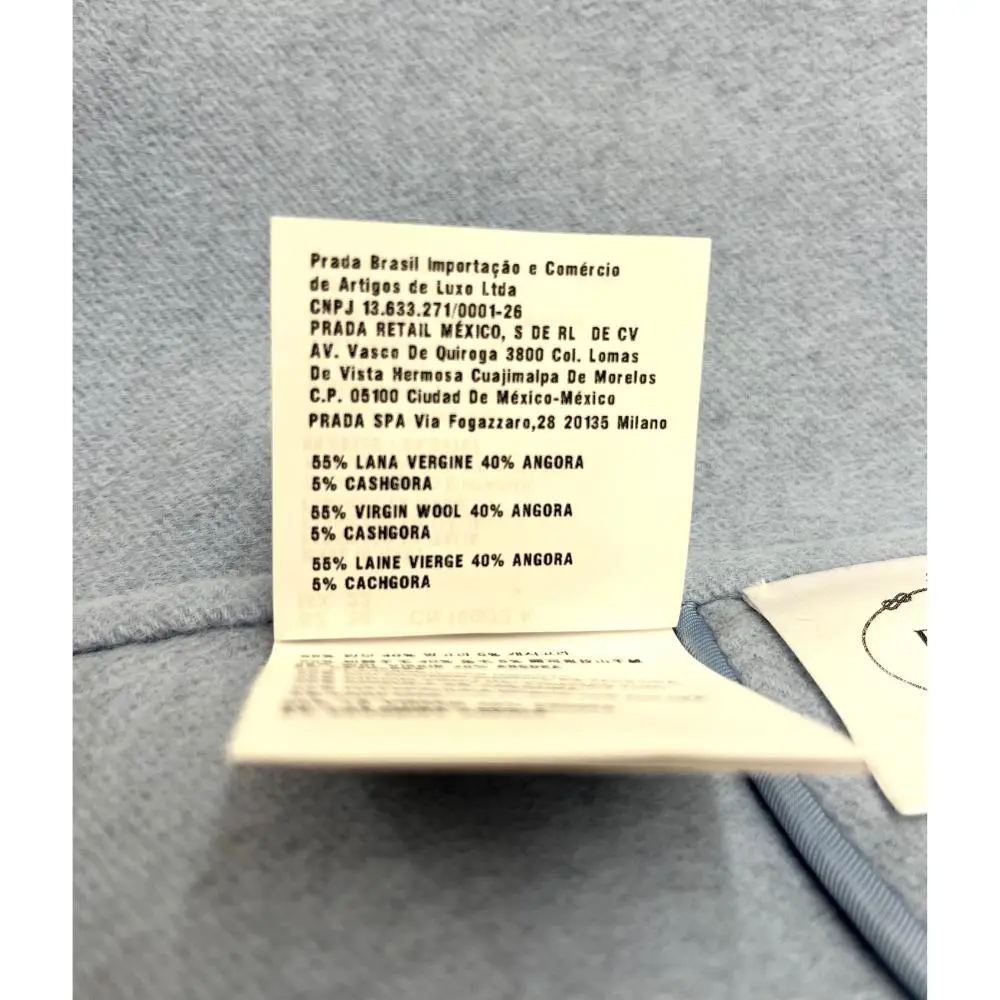 Prada Brasil Importação e Comércio
de Artigos de Luxo Ltda
CNPJ 13.633.271/0001-26
PRADA RETAIL MÉXICO, S DE RL DE CV
AV. Vasco De Quiroga 3800 Col. Lomas
De Vista Hermosa Cuajimalpa De Morelos
C.P. 05100 Ciudad De México-México
PRADA SPA Via Fogazzaro,28 20135 Milano
55% LANA VERGINE 40% ANGORA
5% CASHGORA
55% VIRGIN WOOL 40% ANGORA
5% CASHGORA
55% LAINE VIERGE 40% ANGORA
5% CACHGORA